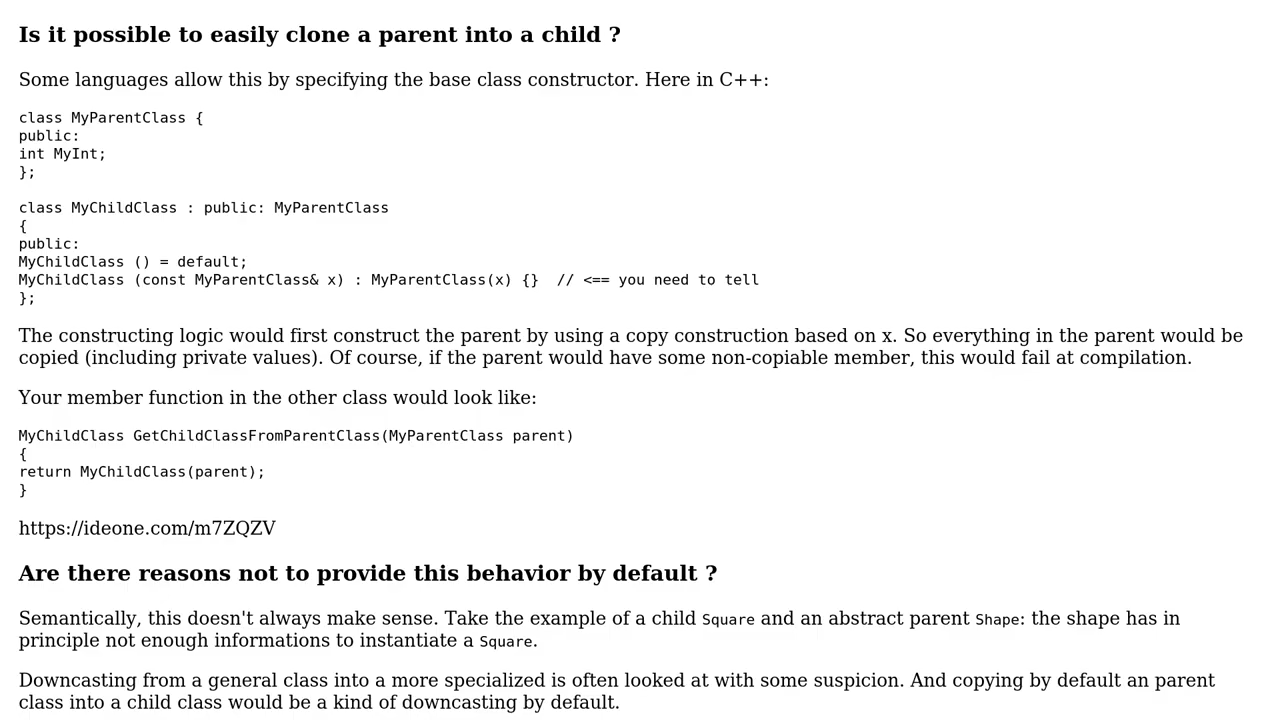 Is it possible to easily clone a parent into a child ?
Some languages allow this by specifying the base class constructor. Here in C++:
class MyParentClass {
public:
int MyInt;
};
class MyChildClass : public: MyParentClass
{
public:
MyChildClass () = default;
MyChildClass (const MyParentClass& x) : MyParentClass(x) {}  // <== you need to tell
};
The constructing logic would first construct the parent by using a copy construction based on x. So everything in the parent would be
copied (including private values). Of course, if the parent would have some non-copiable member, this would fail at compilation.
Your member function in the other class would look like:
MyChildClass GetChildClassFromParentClass(MyParentClass parent)
{
return MyChildClass(parent);
}
https://ideone.com/m7ZQZV
Are there reasons not to provide this behavior by default ?
Semantically, this doesn't always make sense. Take the example of a child Square and an abstract parent Shape: the shape has in
principle not enough informations to instantiate a Square.
Downcasting from a general class into a more specialized is often looked at with some suspicion. And copying by default an parent
class into a child class would be a kind of downcasting by default.